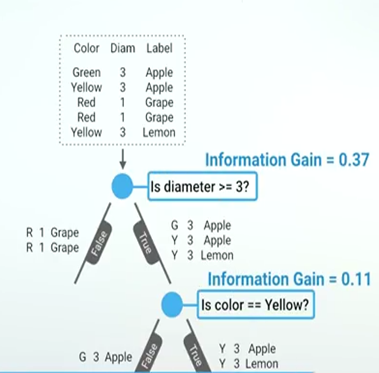 Color Diam Label
Green 3 Apple
Yellow 3 Apple
Red 1 Grape
Red 1 Grape
Yellow 3 Lemon
Information Gain = 0.37
Is diameter >= 3?
R 1 Grape
R 1 Grape
False
True
G 3 Apple
Y 3 Apple
Y 3 Lemon
Information Gain = 0.11
Is color == Yellow?
G 3 Apple
False
True
Y 3 Apple
Y 3 Lemon